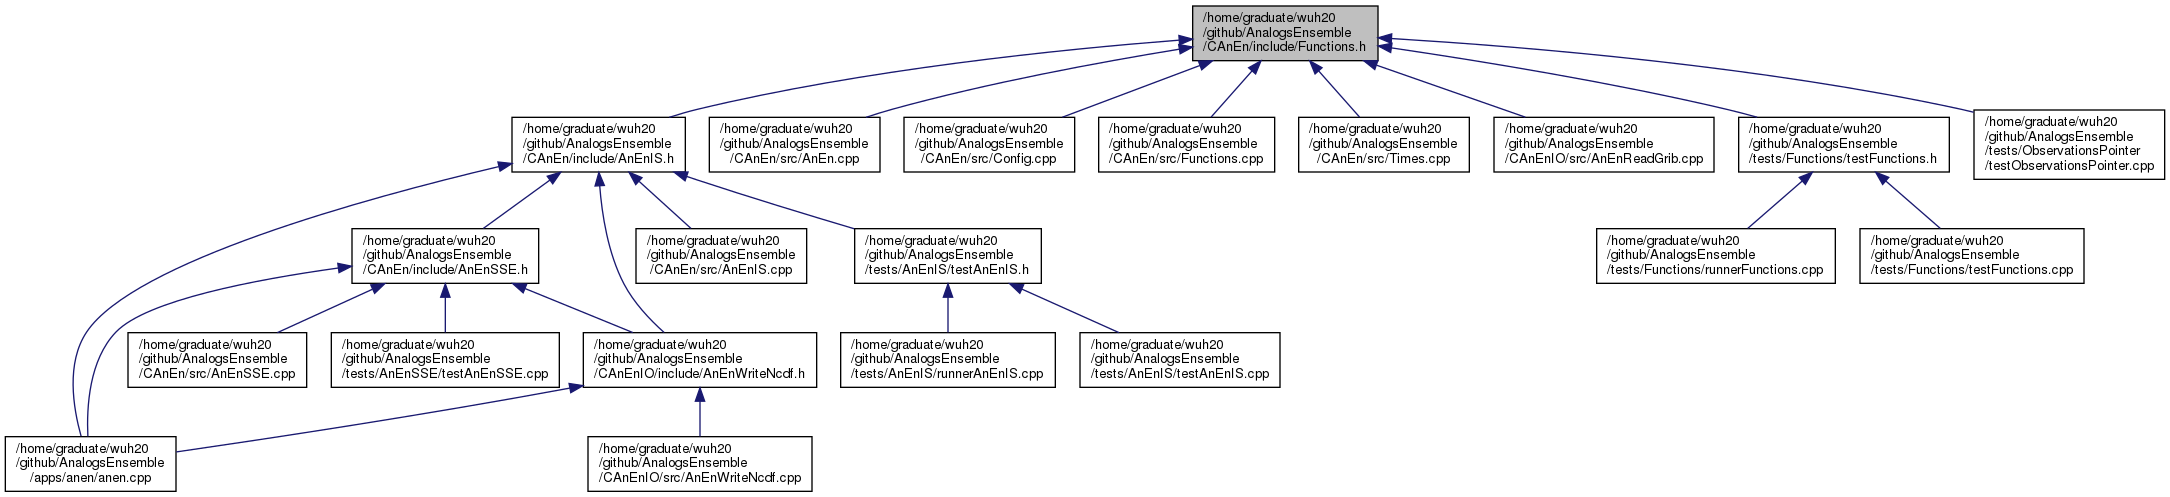 /home/graduate/wuh20
/github/AnalogsEnsemble
/CAnEn/include/Functions.h
/home/graduate/wuh20
/github/AnalogsEnsemble
/CAnEn/include/AnEnIS.h
/home/graduate/wuh20
/github/AnalogsEnsemble
/CAnEn/src/AnEn.cpp
/home/graduate/wuh20
/github/AnalogsEnsemble
/CAnEn/src/Config.cpp
/home/graduate/wuh20
/github/AnalogsEnsemble
/CAnEn/src/Functions.cpp
/home/graduate/wuh20
/github/AnalogsEnsemble
/CAnEn/src/Times.cpp
/home/graduate/wuh20
/github/AnalogsEnsemble
/CAnEnIO/src/AnEnReadGrib.cpp
/home/graduate/wuh20
/github/AnalogsEnsemble
/tests/Functions/testFunctions.h
/home/graduate/wuh20
/github/AnalogsEnsemble
/tests/ObservationsPointer
/testObservationsPointer.cpp
/home/graduate/wuh20
/github/AnalogsEnsemble
/CAnEn/include/AnEnSSE.h
/home/graduate/wuh20
/github/AnalogsEnsemble
/CAnEn/src/AnEnIS.cpp
/home/graduate/wuh20
/github/AnalogsEnsemble
/tests/AnEnIS/testAnEnIS.h
/home/graduate/wuh20
/github/AnalogsEnsemble
/tests/Functions/runnerFunctions.cpp
/home/graduate/wuh20
/github/AnalogsEnsemble
/tests/Functions/testFunctions.cpp
/home/graduate/wuh20
/github/AnalogsEnsemble
/CAnEn/src/AnEnSSE.cpp
/home/graduate/wuh20
/github/AnalogsEnsemble
/tests/AnEnSSE/testAnEnSSE.cpp
/home/graduate/wuh20
/github/AnalogsEnsemble
/CAnEnIO/include/AnEnWriteNcdf.h
/home/graduate/wuh20
/github/AnalogsEnsemble
/tests/AnEnIS/runnerAnEnIS.cpp
/home/graduate/wuh20
/github/AnalogsEnsemble
/tests/AnEnIS/testAnEnIS.cpp
/home/graduate/wuh20
/github/AnalogsEnsemble
/apps/anen/anen.cpp
/home/graduate/wuh20
/github/AnalogsEnsemble
/CAnEnIO/src/AnEnWriteNcdf.cpp